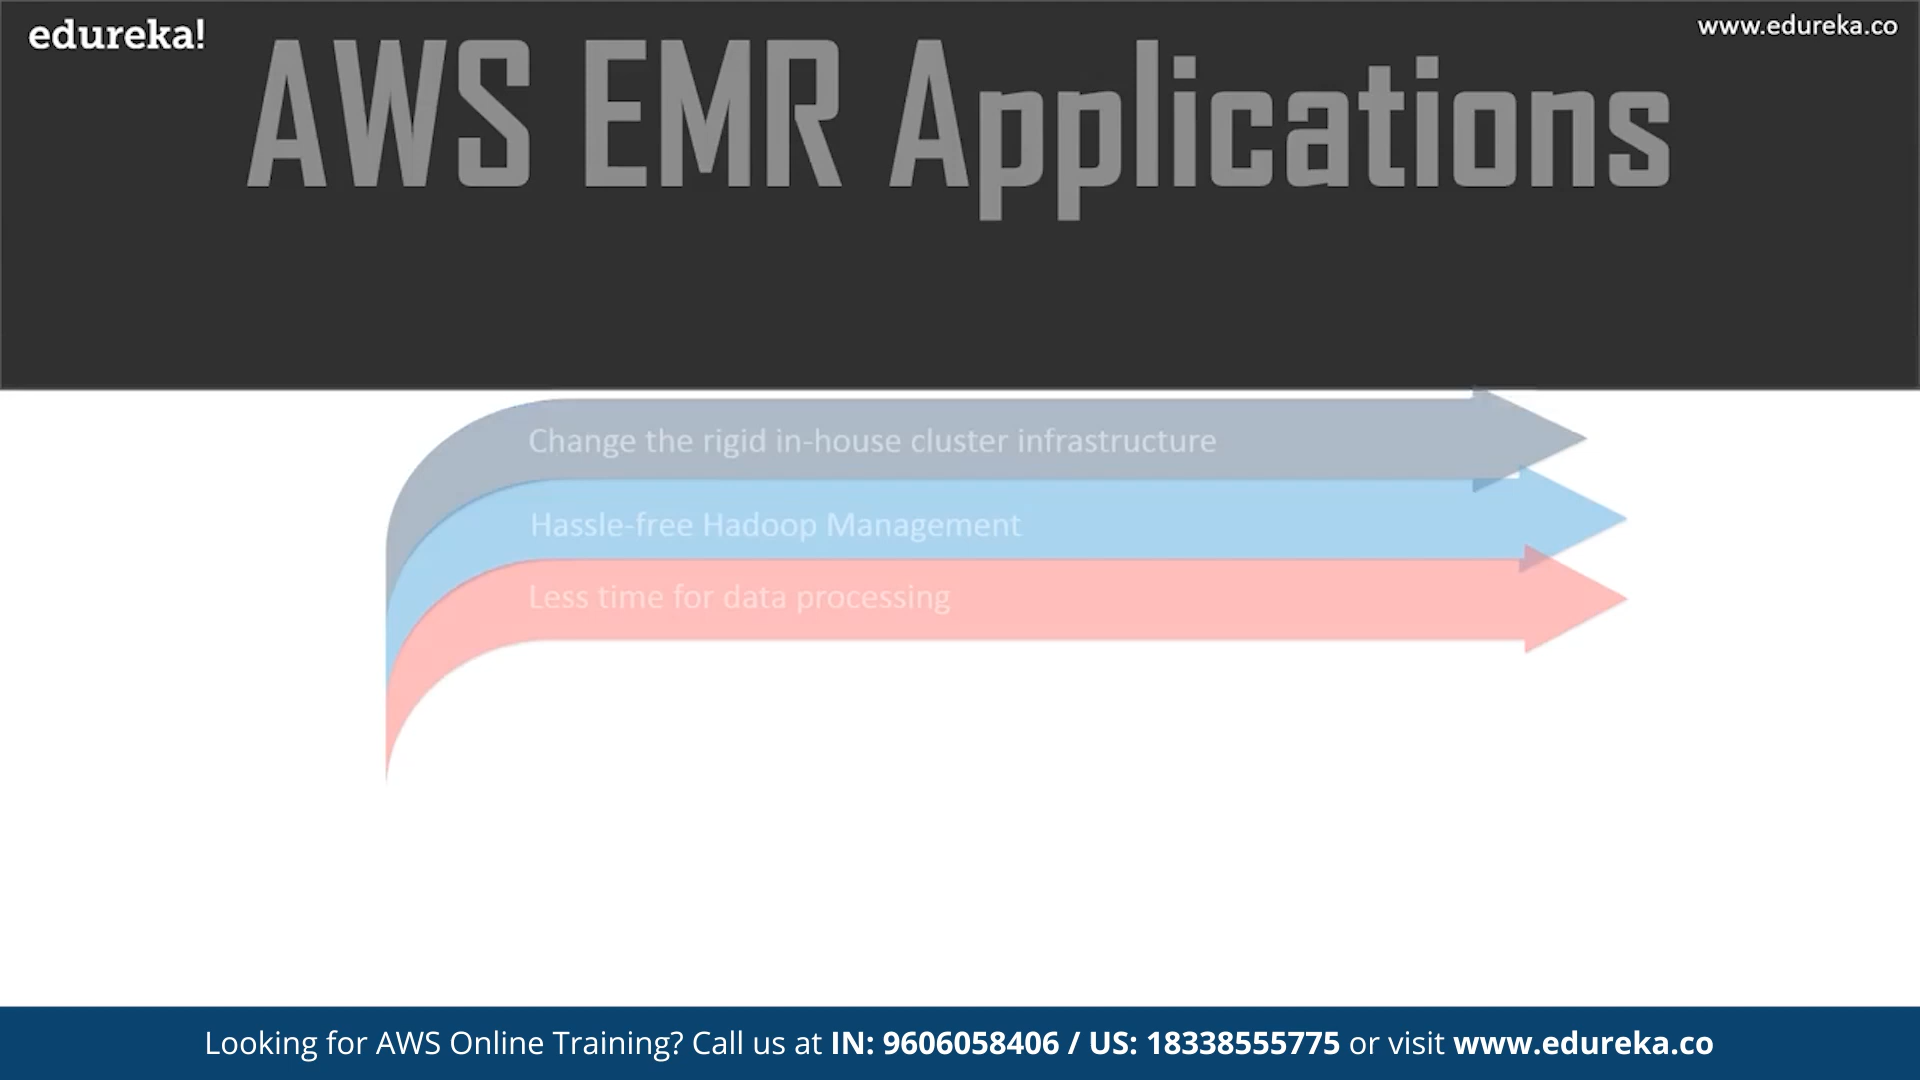 edureka!
www.edureka.co
AWS EMR Applications
Change the rigid in-house cluster infrastructure
Hassle-free Hadoop Management
Less time for data processing
Looking for AWS Online Training? Call us at IN: 9606058406 / US: 18338555775 or visit www.edureka.co